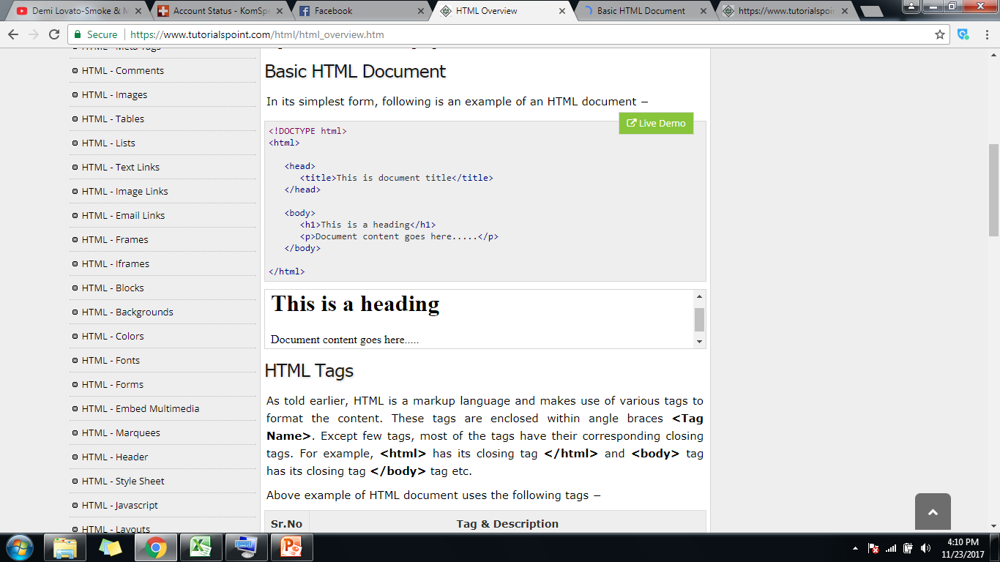 Demi Lovato-Smoke & M
Account Status - KomSpe
Facebook
HTML Overview
Basic HTML Document
https://www.tutorialspoin
Secure
https://www.tutorialspoint.com/html/html_overview.htm
HTML - Meta Tags
HTML - Comments
HTML - Images
HTML - Tables
HTML - Lists
HTML - Text Links
HTML - Image Links
HTML - Email Links
HTML - Frames
HTML - Iframes
HTML - Blocks
HTML - Backgrounds
HTML - Colors
HTML - Fonts
HTML - Forms
HTML - Embed Multimedia
HTML - Marquees
HTML - Header
HTML - Style Sheet
HTML - Javascript
HTML - Layouts
Basic HTML Document
In its simplest form, following is an example of an HTML document −
Live Demo
<!DOCTYPE html>
<html>
<head>
<title>This is document title</title>
</head>
<body>
<h1>This is a heading</h1>
<p>Document content goes here.....</p>
</body>
</html>
This is a heading
Document content goes here.....
HTML Tags
As told earlier, HTML is a markup language and makes use of various tags to
format the content. These tags are enclosed within angle braces <Tag
Name>. Except few tags, most of the tags have their corresponding closing
tags. For example, <html> has its closing tag </html> and <body> tag
has its closing tag </body> tag etc.
Above example of HTML document uses the following tags −
Sr.No
Tag & Description
4:10 PM
11/23/2017